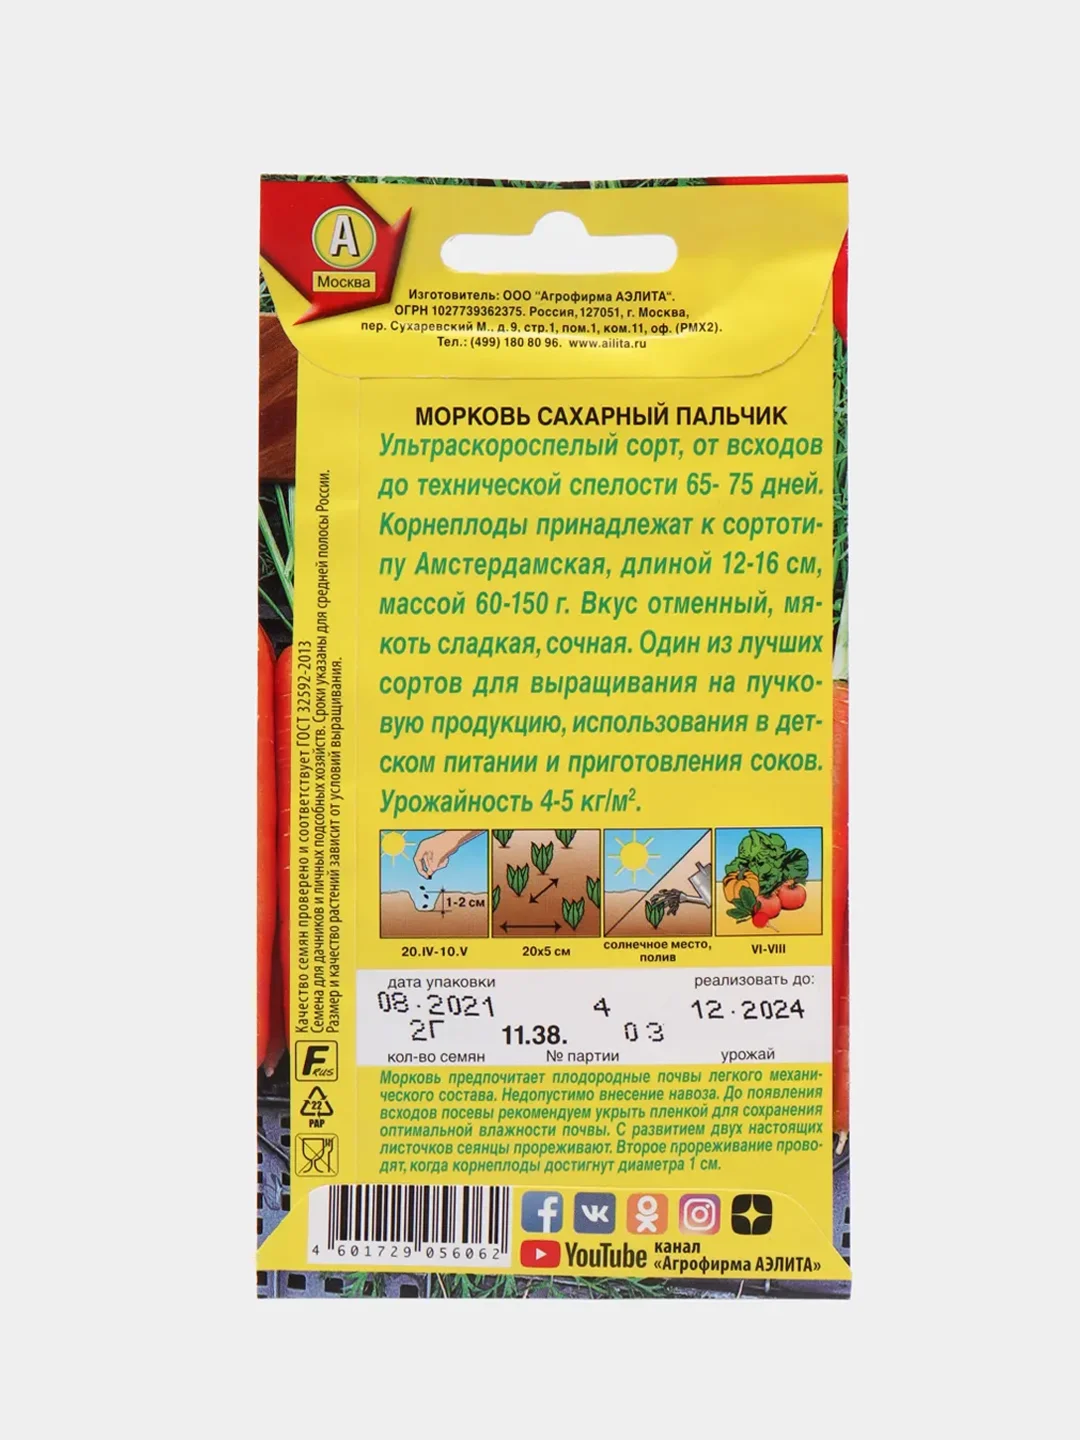 А
Москва
Изготовитель: ООО "Агрофирма АЭЛИТА".
ОГРН 1027739362375. Россия,127051, г. Москва,
пер. Сухаревский М., д.9, стр.1, пом.1, ком.11, оф. (РМХ2).
Тел.: (499) 180 80 96. www.ailita.ru
МОРКОВЬ САХАРНЫЙ ПАЛЬЧИК
Ультраскороспелый сорт, от всходов
до технической спелости 65- 75 дней.
Корнеплоды принадлежат к сортоти-
пу Амстердамская, длиной 12-16 см,
массой 60-150 г. Вкус отменный, мя-
коть сладкая, сочная. Один из лучших
сортов для выращивания на пучко-
вую продукцию, использования в дет-
ском питании и приготовления соков.
Урожайность 4-5 кг/м².
1-2 см
20.IV-10.V
20х5 см
солнечное место,
полив
VI-VIII
дата упаковки
реализовать до:
08.2021
4
12.2024
2Г
11.38.
03
кол-во семян
№ партии
урожай
Морковь предпочитает плодородные почвы легкого механи-
ческого состава. Недопустимо внесение навоза. До появления
всходов посевы рекомендуем укрыть пленкой для сохранения
оптимальной влажности почвы. С развитием двух настоящих
листочков сеянцы прореживают. Второе прореживание прово-
дят, когда корнеплоды достигнут диаметра 1 см.
Качество семян проверено и соответствует ГОСТ 32592-2013
Семена для дачников и личных подсобных хозяйств. Сроки указаны для средней полосы России.
Размер и качество растений зависит от условий выращивания.
F rus
22
PAP
4 601729 056062
YouTube
канал
«Агрофирма АЭЛИТА»